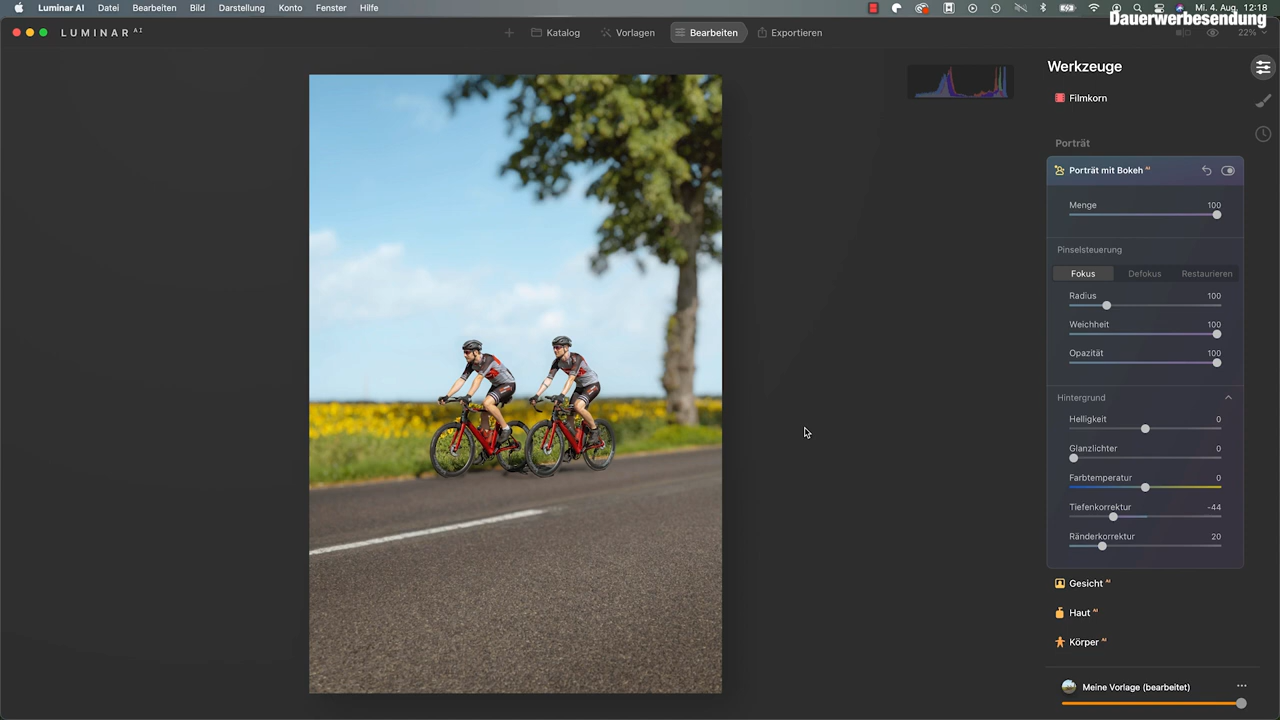 Luminar AI Datei Bearbeiten Bild Darstellung Konto Fenster Hilfe Mi. 4. Aug. 12:18
Dauerwerbesendung
LUMINAR AI Katalog Vorlagen Bearbeiten Exportieren 22%
Werkzeuge
Filmkorn
Porträt
Porträt mit Bokeh AI
Menge 100
Pinselsteuerung
Fokus Defokus Restaurieren
Radius 100
Weichheit 100
Opazität 100
Hintergrund
Helligkeit 0
Glanzlichter 0
Farbtemperatur 0
Tiefenkorrektur -44
Ränderkorrektur 20
Gesicht AI
Haut AI
Körper AI
Meine Vorlage (bearbeitet)